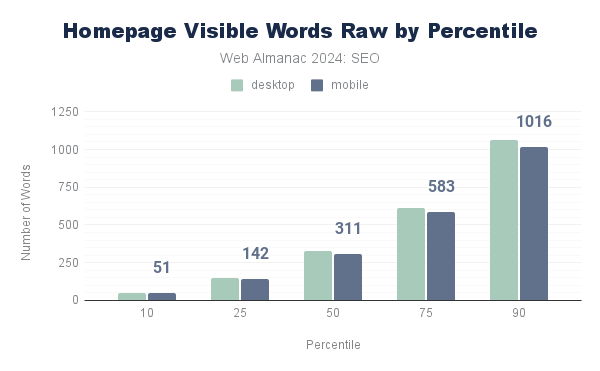 Homepage Visible Words Raw by Percentile
Web Almanac 2024: SEO
desktop mobile
Number of Words
1250
1000
750
500
250
0
51
142
311
583
1016
10 25 50 75 90
Percentile